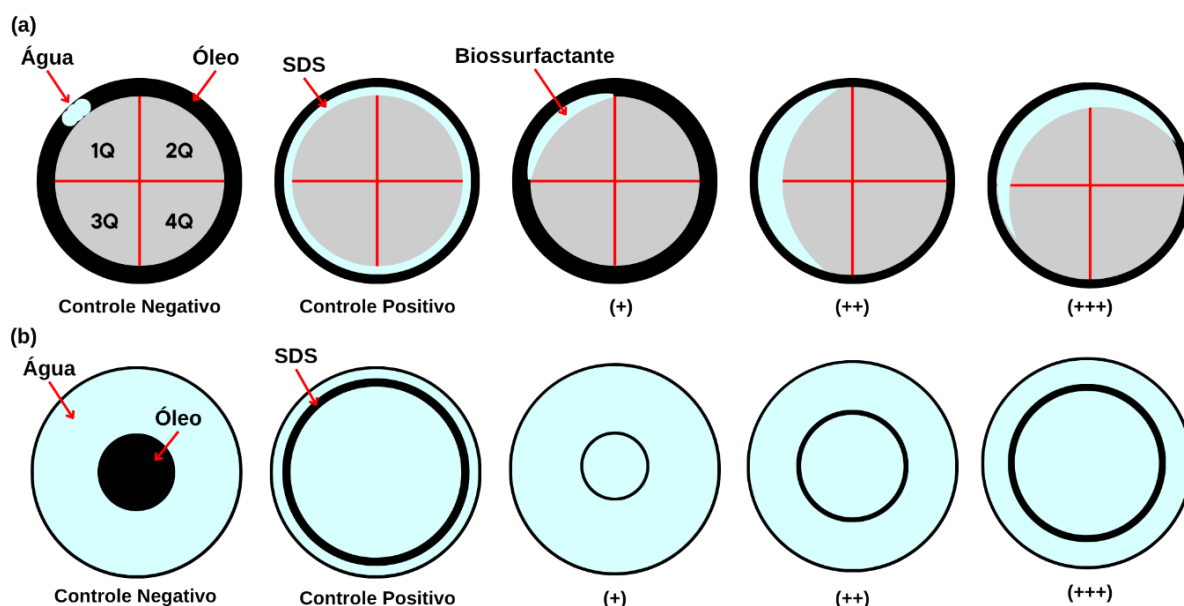 (a)
Água
Óleo
SDS
Biossurfactante
1Q
2Q
3Q
4Q
Controle Negativo
Controle Positivo
(+)
(++)
(+++)
(b)
Água
Óleo
SDS
Controle Negativo
Controle Positivo
(+)
(++)
(+++)